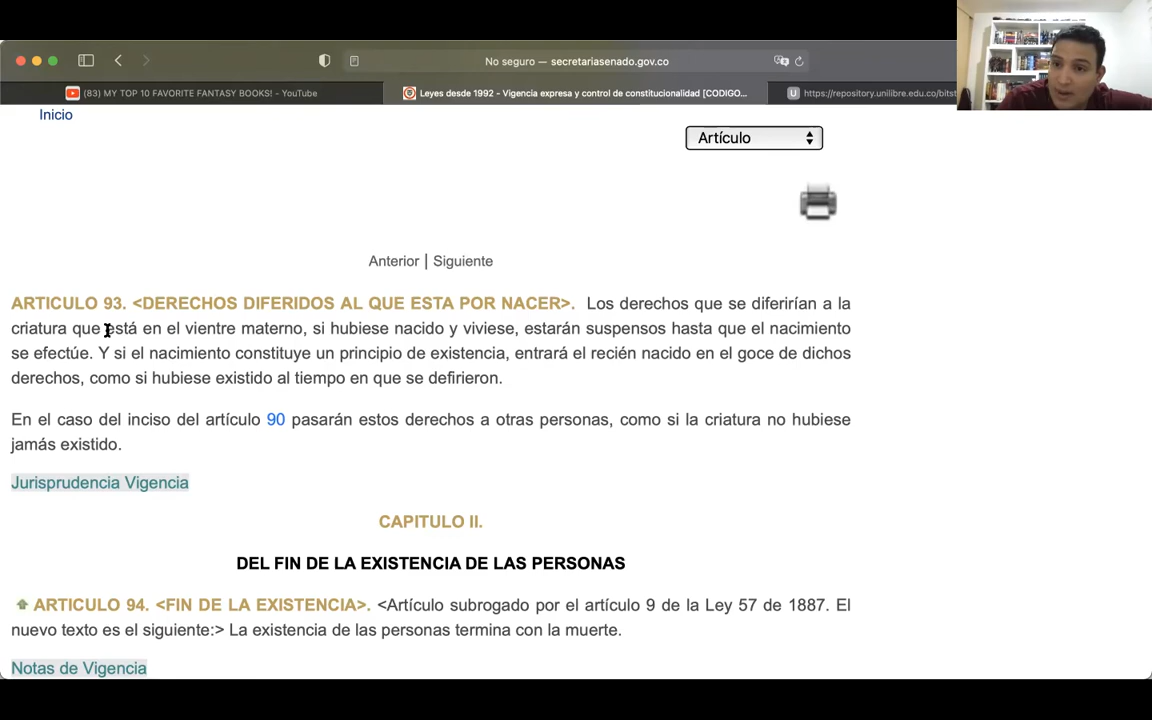 No seguro — secretariasenado.gov.co
(83) MY TOP 10 FAVORITE FANTASY BOOKS! - YouTube
Leyes desde 1992 - Vigencia expresa y control de constitucionalidad [CODIGO...
U https://repository.unilibre.edu.co/bitst
Inicio
Artículo
Anterior | Siguiente
ARTICULO 93. <DERECHOS DIFERIDOS AL QUE ESTA POR NACER>. Los derechos que se diferirían a la
criatura que está en el vientre materno, si hubiese nacido y viviese, estarán suspensos hasta que el nacimiento
se efectúe. Y si el nacimiento constituye un principio de existencia, entrará el recién nacido en el goce de dichos
derechos, como si hubiese existido al tiempo en que se defirieron.
En el caso del inciso del artículo 90 pasarán estos derechos a otras personas, como si la criatura no hubiese
jamás existido.
Jurisprudencia Vigencia
CAPITULO II.
DEL FIN DE LA EXISTENCIA DE LAS PERSONAS
ARTICULO 94. <FIN DE LA EXISTENCIA>. <Artículo subrogado por el artículo 9 de la Ley 57 de 1887. El
nuevo texto es el siguiente:> La existencia de las personas termina con la muerte.
Notas de Vigencia